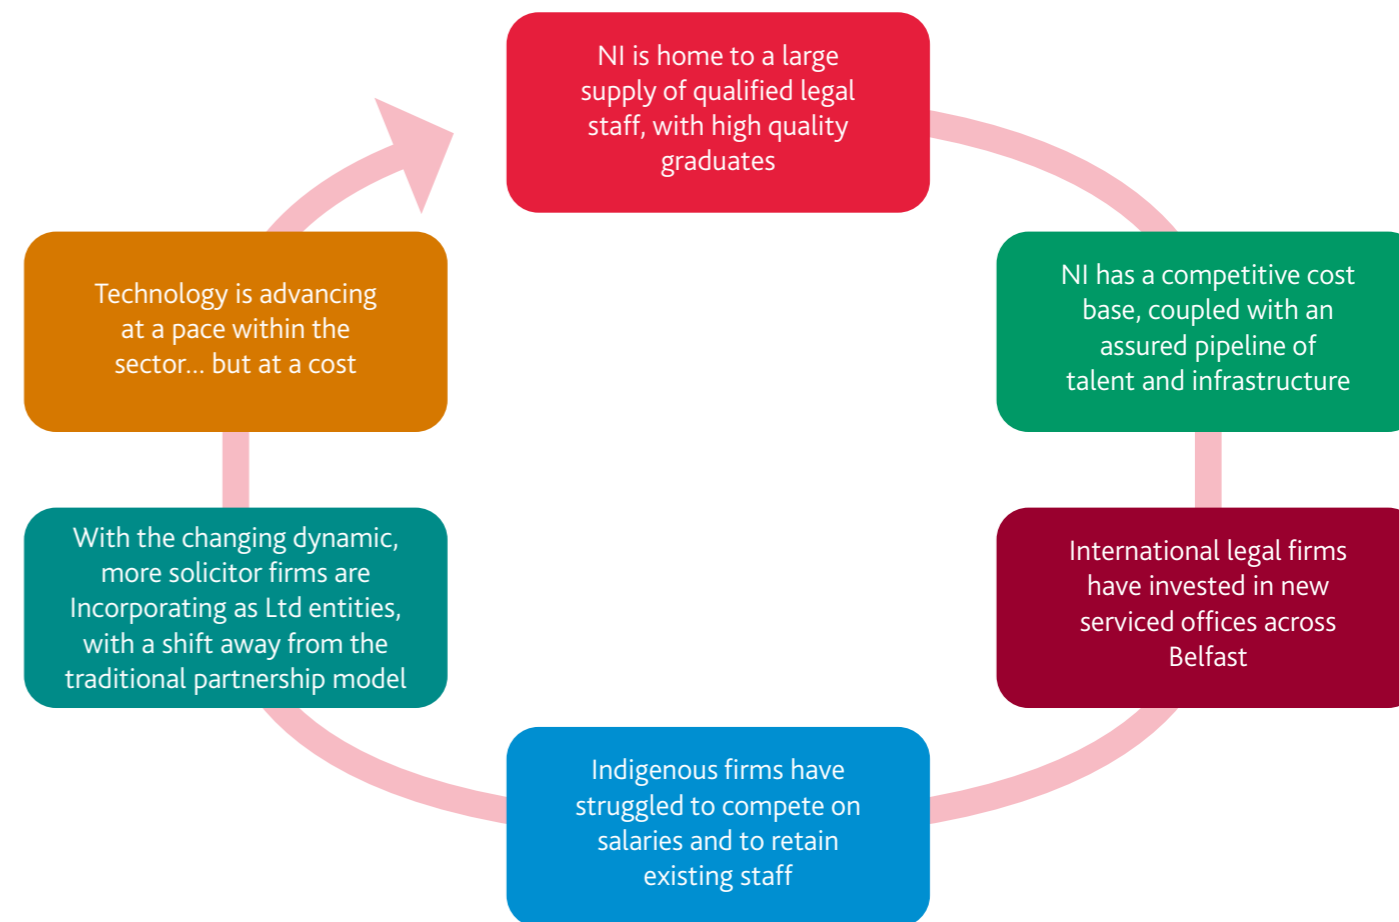 NI is home to a large
supply of qualified legal
staff, with high quality
graduates
NI has a competitive cost
base, coupled with an
assured pipeline of
talent and infrastructure
International legal firms
have invested in new
serviced offices across
Belfast
Indigenous firms have
struggled to compete on
salaries and to retain
existing staff
With the changing dynamic,
more solicitor firms are
Incorporating as Ltd entities,
with a shift away from the
traditional partnership model
Technology is advancing
at a pace within the
sector... but at a cost